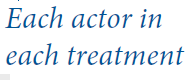 Each actor in
each treatment